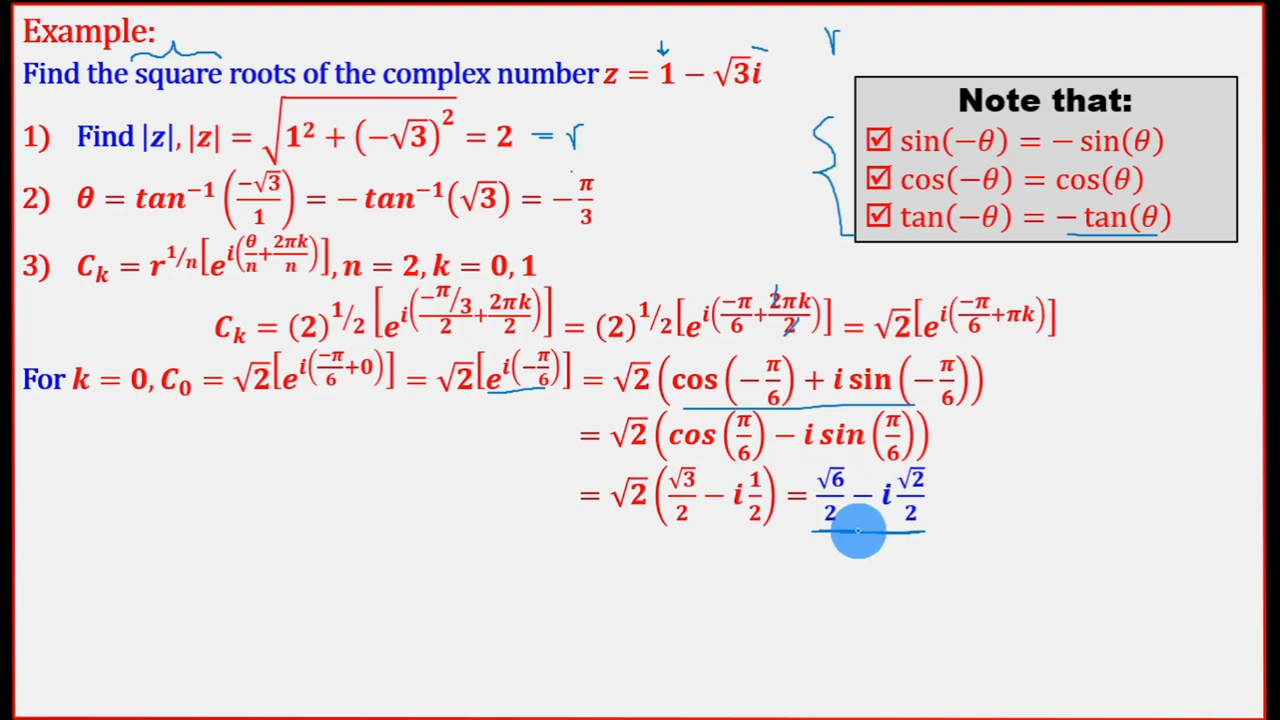 Example:
Find the square roots of the complex number z = 1 − √3i
r
1) Find |z|, |z| = √(1² + (−√3)²) = 2 = r
2) θ = tan⁻¹(−√3/1) = − tan⁻¹(√3) = −π/3
3) Cₖ = r^(1/n)[e^(i(θ/n + 2πk/n))], n = 2, k = 0, 1
Cₖ = (2)^(1/2)[e^(i((−π/3)/2 + 2πk/2))] = (2)^(1/2)[e^(i(−π/6 + 2πk/2))] = √2[e^(i(−π/6 + πk))]
For k = 0, C₀ = √2[e^(i(−π/6 + 0))] = √2[e^(i(−π/6))] = √2(cos(−π/6) + i sin(−π/6))
= √2(cos(π/6) − i sin(π/6))
= √2(√3/2 − i 1/2) = √6/2 − i √2/2
Note that:
☑ sin(−θ) = − sin(θ)
☑ cos(−θ) = cos(θ)
☑ tan(−θ) = − tan(θ)